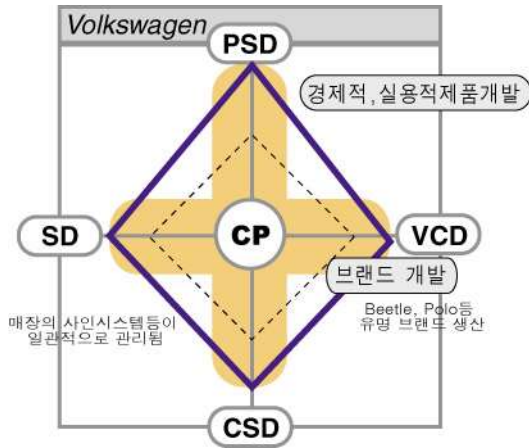 Volkswagen
PSD
경제적,실용적제품개발
SD
CP
VCD
브랜드 개발
매장의 사인시스템등이
일관적으로 관리됨
Beetle, Polo등
유명 브랜드 생산
CSD